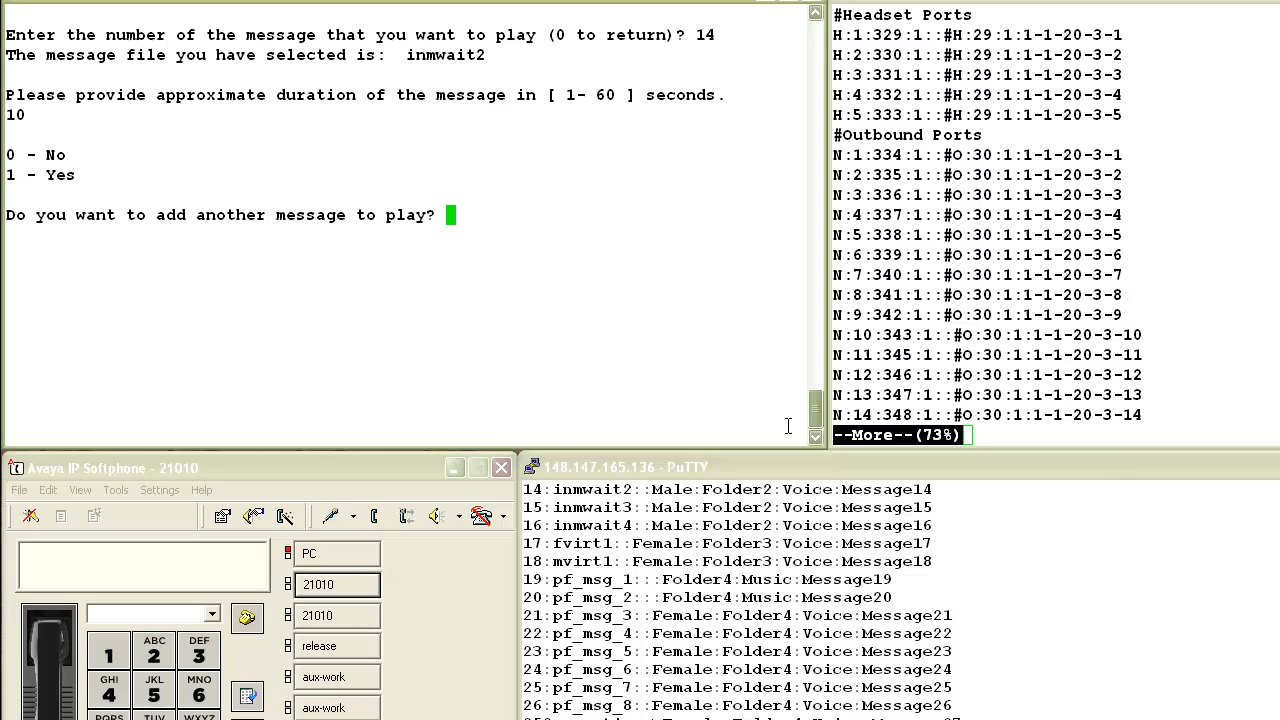 Enter the number of the message that you want to play (0 to return)? 14
The message file you have selected is:  inmwait2
Please provide approximate duration of the message in [ 1- 60 ] seconds.
10
0 - No
1 - Yes
Do you want to add another message to play?
#Headset Ports
H:1:329:1::#H:29:1:1-1-20-3-1
H:2:330:1::#H:29:1:1-1-20-3-2
H:3:331:1::#H:29:1:1-1-20-3-3
H:4:332:1::#H:29:1:1-1-20-3-4
H:5:333:1::#H:29:1:1-1-20-3-5
#Outbound Ports
N:1:334:1::#O:30:1:1-1-20-3-1
N:2:335:1::#O:30:1:1-1-20-3-2
N:3:336:1::#O:30:1:1-1-20-3-3
N:4:337:1::#O:30:1:1-1-20-3-4
N:5:338:1::#O:30:1:1-1-20-3-5
N:6:339:1::#O:30:1:1-1-20-3-6
N:7:340:1::#O:30:1:1-1-20-3-7
N:8:341:1::#O:30:1:1-1-20-3-8
N:9:342:1::#O:30:1:1-1-20-3-9
N:10:343:1::#O:30:1:1-1-20-3-10
N:11:345:1::#O:30:1:1-1-20-3-11
N:12:346:1::#O:30:1:1-1-20-3-12
N:13:347:1::#O:30:1:1-1-20-3-13
N:14:348:1::#O:30:1:1-1-20-3-14
--More--(73%)
Avaya IP Softphone - 21010
File Edit View Tools Settings Help
PC
21010
21010
release
aux-work
aux-work
1
ABC
2
DEF
3
GHI
4
JKL
5
MNO
6
PQRS
TUV
WXYZ
148.147.165.136 - PuTTY
14:inmwait2::Male:Folder2:Voice:Message14
15:inmwait3::Male:Folder2:Voice:Message15
16:inmwait4::Male:Folder2:Voice:Message16
17:fvirt1::Female:Folder3:Voice:Message17
18:mvirt1::Female:Folder3:Voice:Message18
19:pf_msg_1:::Folder4:Music:Message19
20:pf_msg_2:::Folder4:Music:Message20
21:pf_msg_3::Female:Folder4:Voice:Message21
22:pf_msg_4::Female:Folder4:Voice:Message22
23:pf_msg_5::Female:Folder4:Voice:Message23
24:pf_msg_6::Female:Folder4:Voice:Message24
25:pf_msg_7::Female:Folder4:Voice:Message25
26:pf_msg_8::Female:Folder4:Voice:Message26